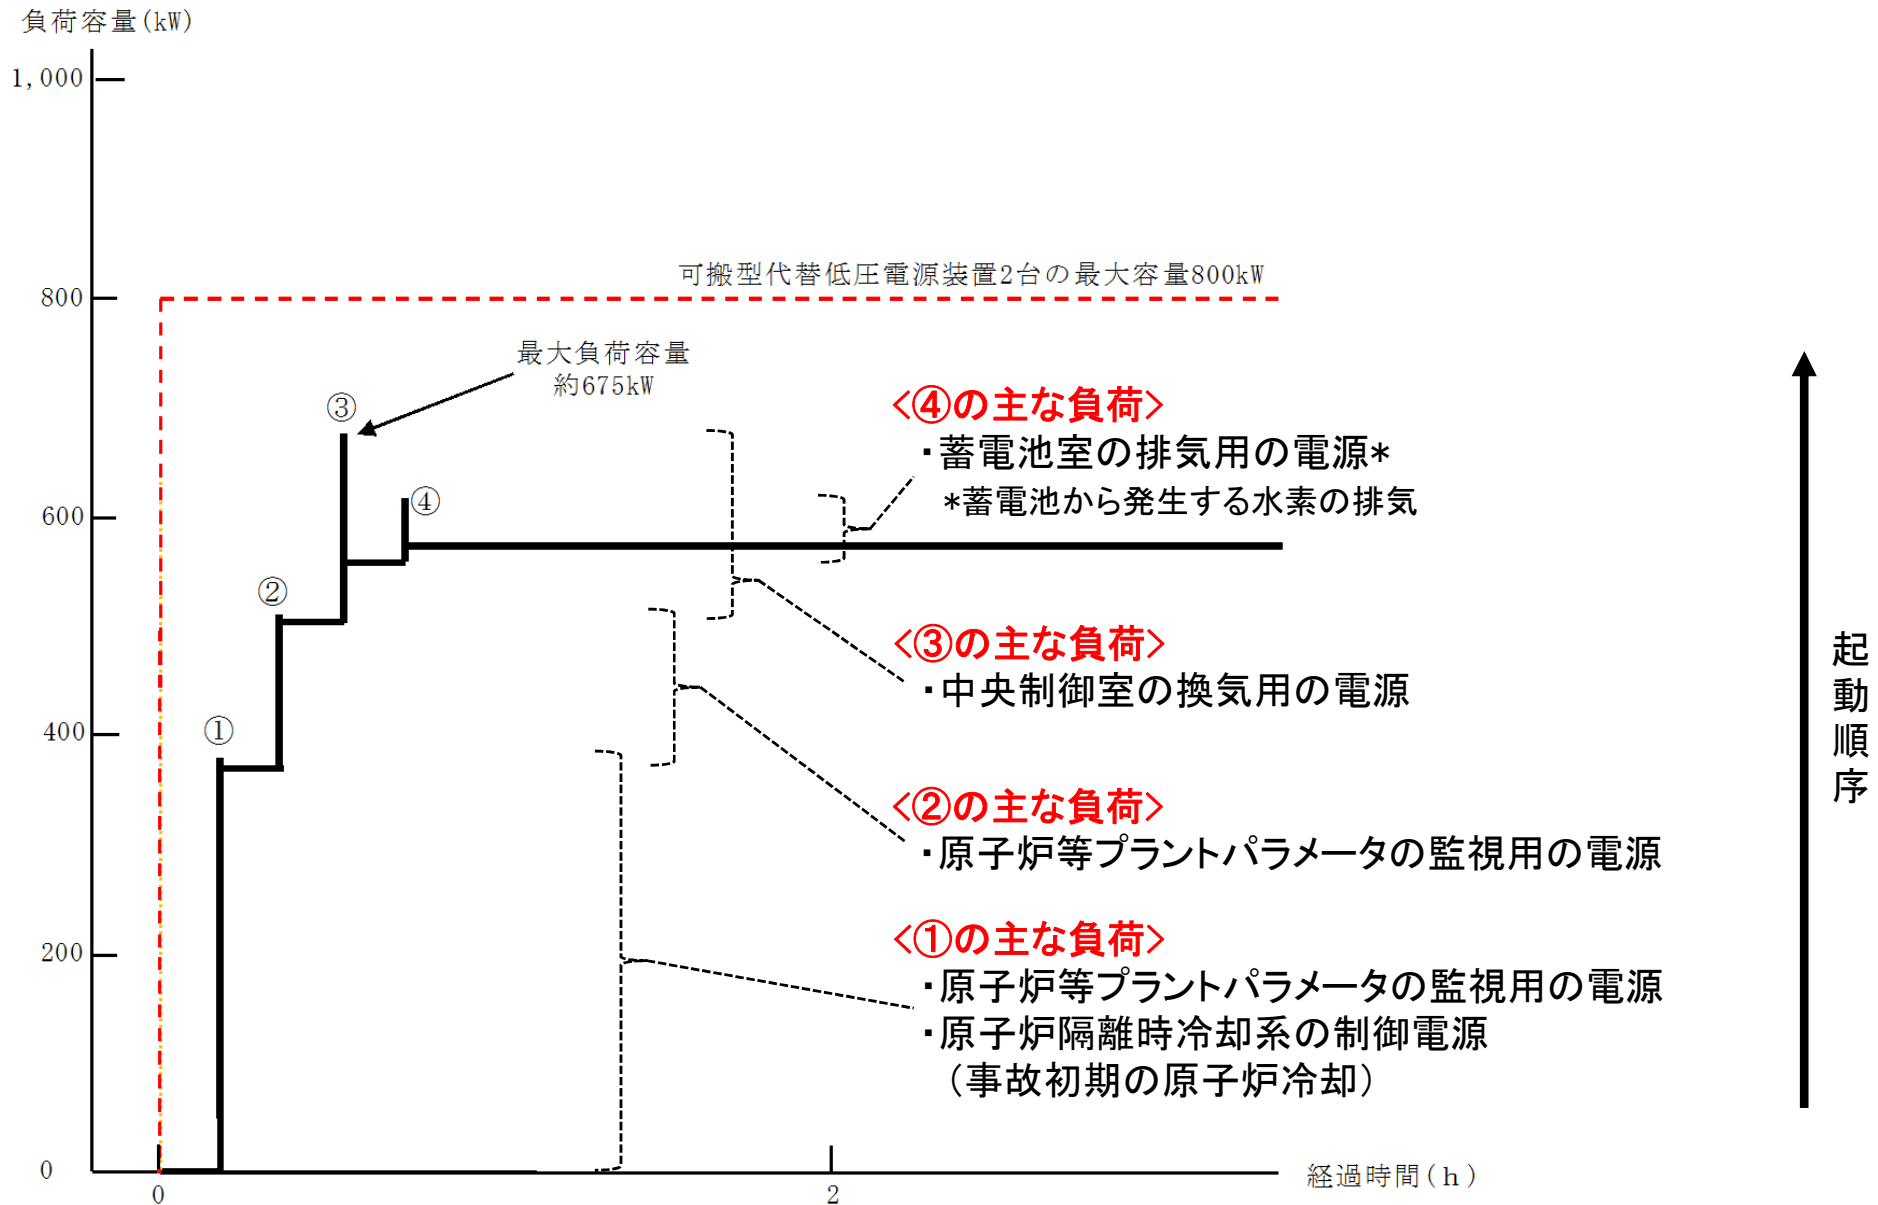 負荷容量(kW)
1,000
800
600
400
200
0
0
2
経過時間(h)
可搬型代替低圧電源装置2台の最大容量800kW
最大負荷容量
約675kW
①
②
③
④
<④の主な負荷>
・蓄電池室の排気用の電源*
*蓄電池から発生する水素の排気
<③の主な負荷>
・中央制御室の換気用の電源
<②の主な負荷>
・原子炉等プラントパラメータの監視用の電源
<①の主な負荷>
・原子炉等プラントパラメータの監視用の電源
・原子炉隔離時冷却系の制御電源
（事故初期の原子炉冷却）
起動順序